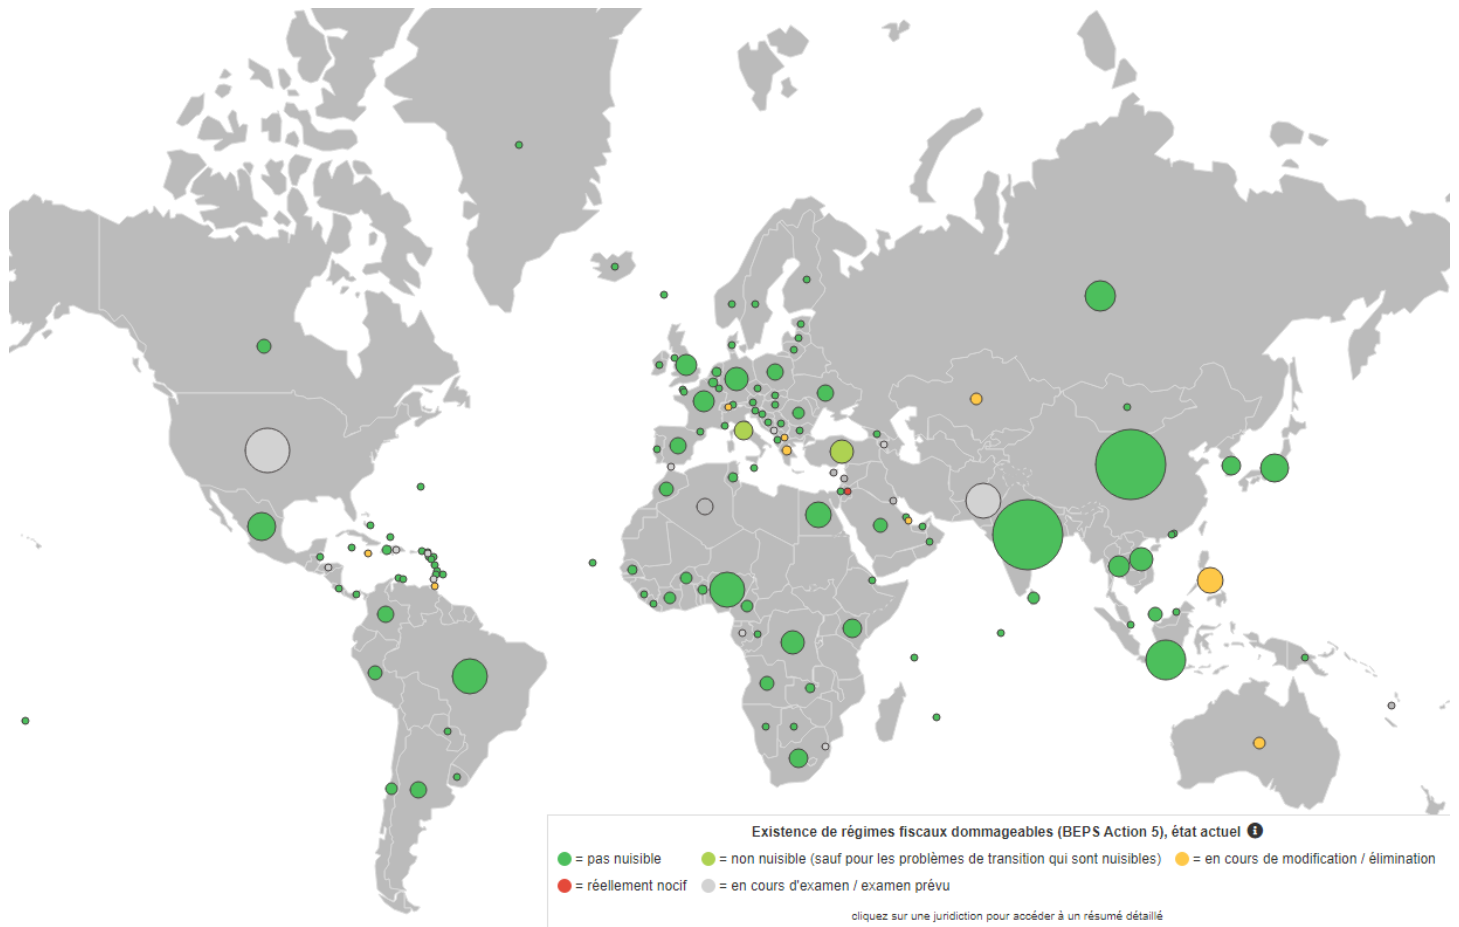 Existence de régimes fiscaux dommageables (BEPS Action 5), état actuel
= pas nuisible = non nuisible (sauf pour les problèmes de transition qui sont nuisibles) = en cours de modification / élimination
= réellement nocif = en cours d'examen / examen prévu
cliquez sur une juridiction pour accéder à un résumé détaillé